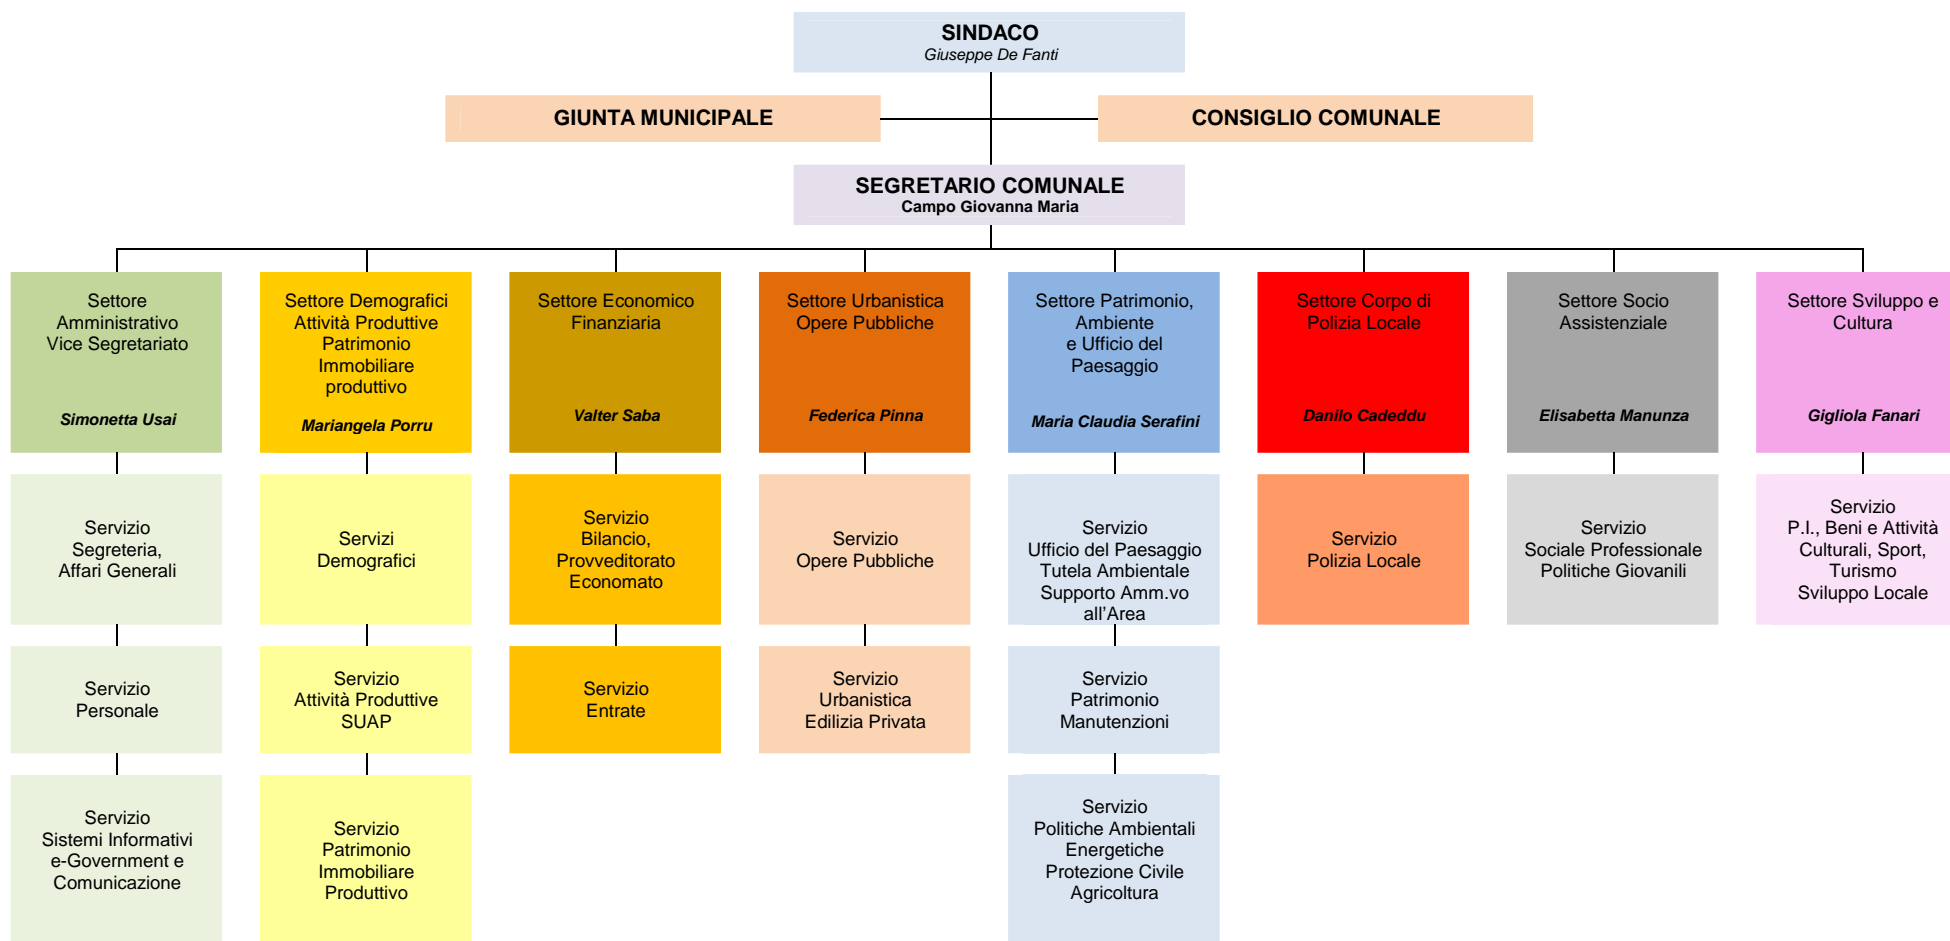 SINDACO
Giuseppe De Fanti
GIUNTA MUNICIPALE
CONSIGLIO COMUNALE
SEGRETARIO COMUNALE
Campo Giovanna Maria
Settore
Amministrativo
Vice Segretariato
Simonetta Usai
Settore Demografici
Attività Produttive
Patrimonio
Immobiliare
produttivo
Mariangela Porru
Settore Economico
Finanziaria
Valter Saba
Settore Urbanistica
Opere Pubbliche
Federica Pinna
Settore Patrimonio,
Ambiente
e Ufficio del
Paesaggio
Maria Claudia Serafini
Settore Corpo di
Polizia Locale
Danilo Cadeddu
Settore Socio
Assistenziale
Elisabetta Manunza
Settore Sviluppo e
Cultura
Gigliola Fanari
Servizio
Segreteria,
Affari Generali
Servizi
Demografici
Servizio
Bilancio,
Provveditorato
Economato
Servizio
Opere Pubbliche
Servizio
Ufficio del Paesaggio
Tutela Ambientale
Supporto Amm.vo
all'Area
Servizio
Polizia Locale
Servizio
Sociale Professionale
Politiche Giovanili
Servizio
P.I., Beni e Attività
Culturali, Sport,
Turismo
Sviluppo Locale
Servizio
Personale
Servizio
Attività Produttive
SUAP
Servizio
Entrate
Servizio
Urbanistica
Edilizia Privata
Servizio
Patrimonio
Manutenzioni
Servizio
Sistemi Informativi
e-Government e
Comunicazione
Servizio
Patrimonio
Immobiliare
Produttivo
Servizio
Politiche Ambientali
Energetiche
Protezione Civile
Agricoltura